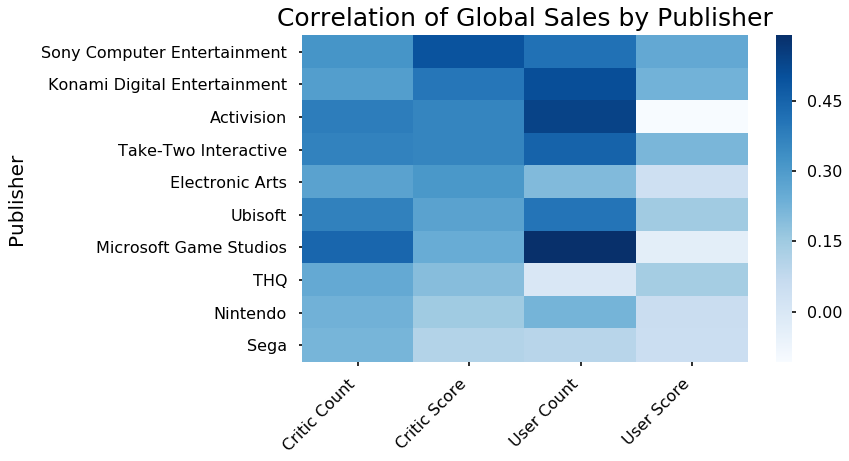 Correlation of Global Sales by Publisher
Publisher
Sony Computer Entertainment
Konami Digital Entertainment
Activision
Take-Two Interactive
Electronic Arts
Ubisoft
Microsoft Game Studios
THQ
Nintendo
Sega
Critic Count
Critic Score
User Count
User Score
0.45
0.30
0.15
0.00